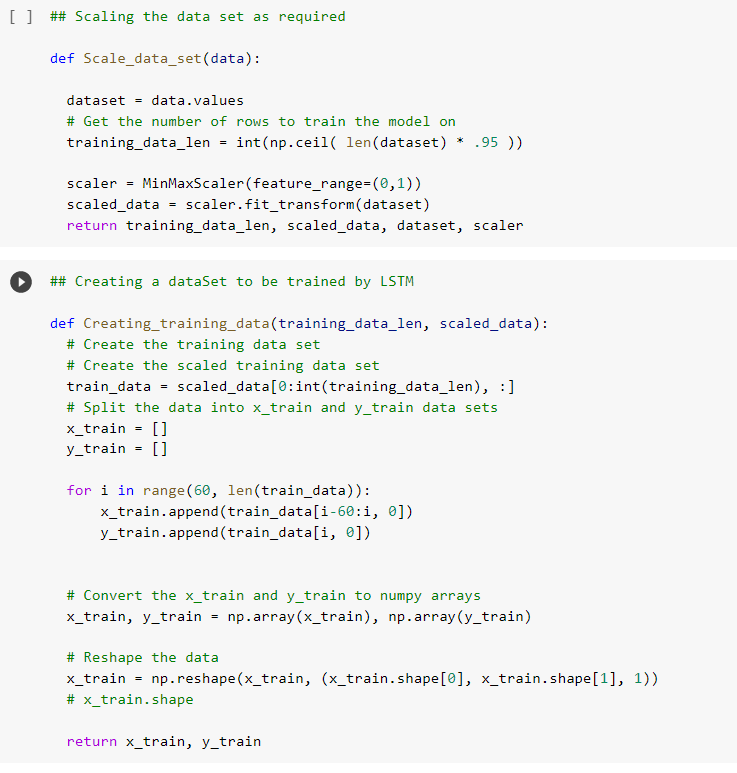 [ ] ## Scaling the data set as required
def Scale_data_set(data):
dataset = data.values
# Get the number of rows to train the model on
training_data_len = int(np.ceil( len(dataset) * .95 ))
scaler = MinMaxScaler(feature_range=(0,1))
scaled_data = scaler.fit_transform(dataset)
return training_data_len, scaled_data, dataset, scaler
## Creating a dataSet to be trained by LSTM
def Creating_training_data(training_data_len, scaled_data):
# Create the training data set
# Create the scaled training data set
train_data = scaled_data[0:int(training_data_len), :]
# Split the data into x_train and y_train data sets
x_train = []
y_train = []
for i in range(60, len(train_data)):
x_train.append(train_data[i-60:i, 0])
y_train.append(train_data[i, 0])
# Convert the x_train and y_train to numpy arrays
x_train, y_train = np.array(x_train), np.array(y_train)
# Reshape the data
x_train = np.reshape(x_train, (x_train.shape[0], x_train.shape[1], 1))
# x_train.shape
return x_train, y_train